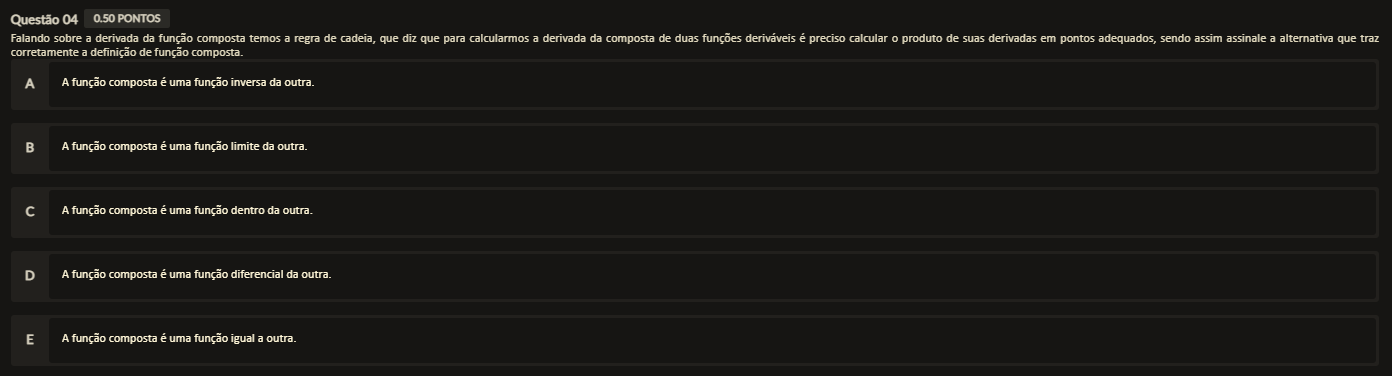 Questão 04 0.50 PONTOS
Falando sobre a derivada da função composta temos a regra de cadeia, que diz que para calcularmos a derivada da composta de duas funções deriváveis é preciso calcular o produto de suas derivadas em pontos adequados, sendo assim assinale a alternativa que traz
corretamente a definição de função composta.
A A função composta é uma função inversa da outra.
B A função composta é uma função limite da outra.
C A função composta é uma função dentro da outra.
D A função composta é uma função diferencial da outra.
E A função composta é uma função igual a outra.